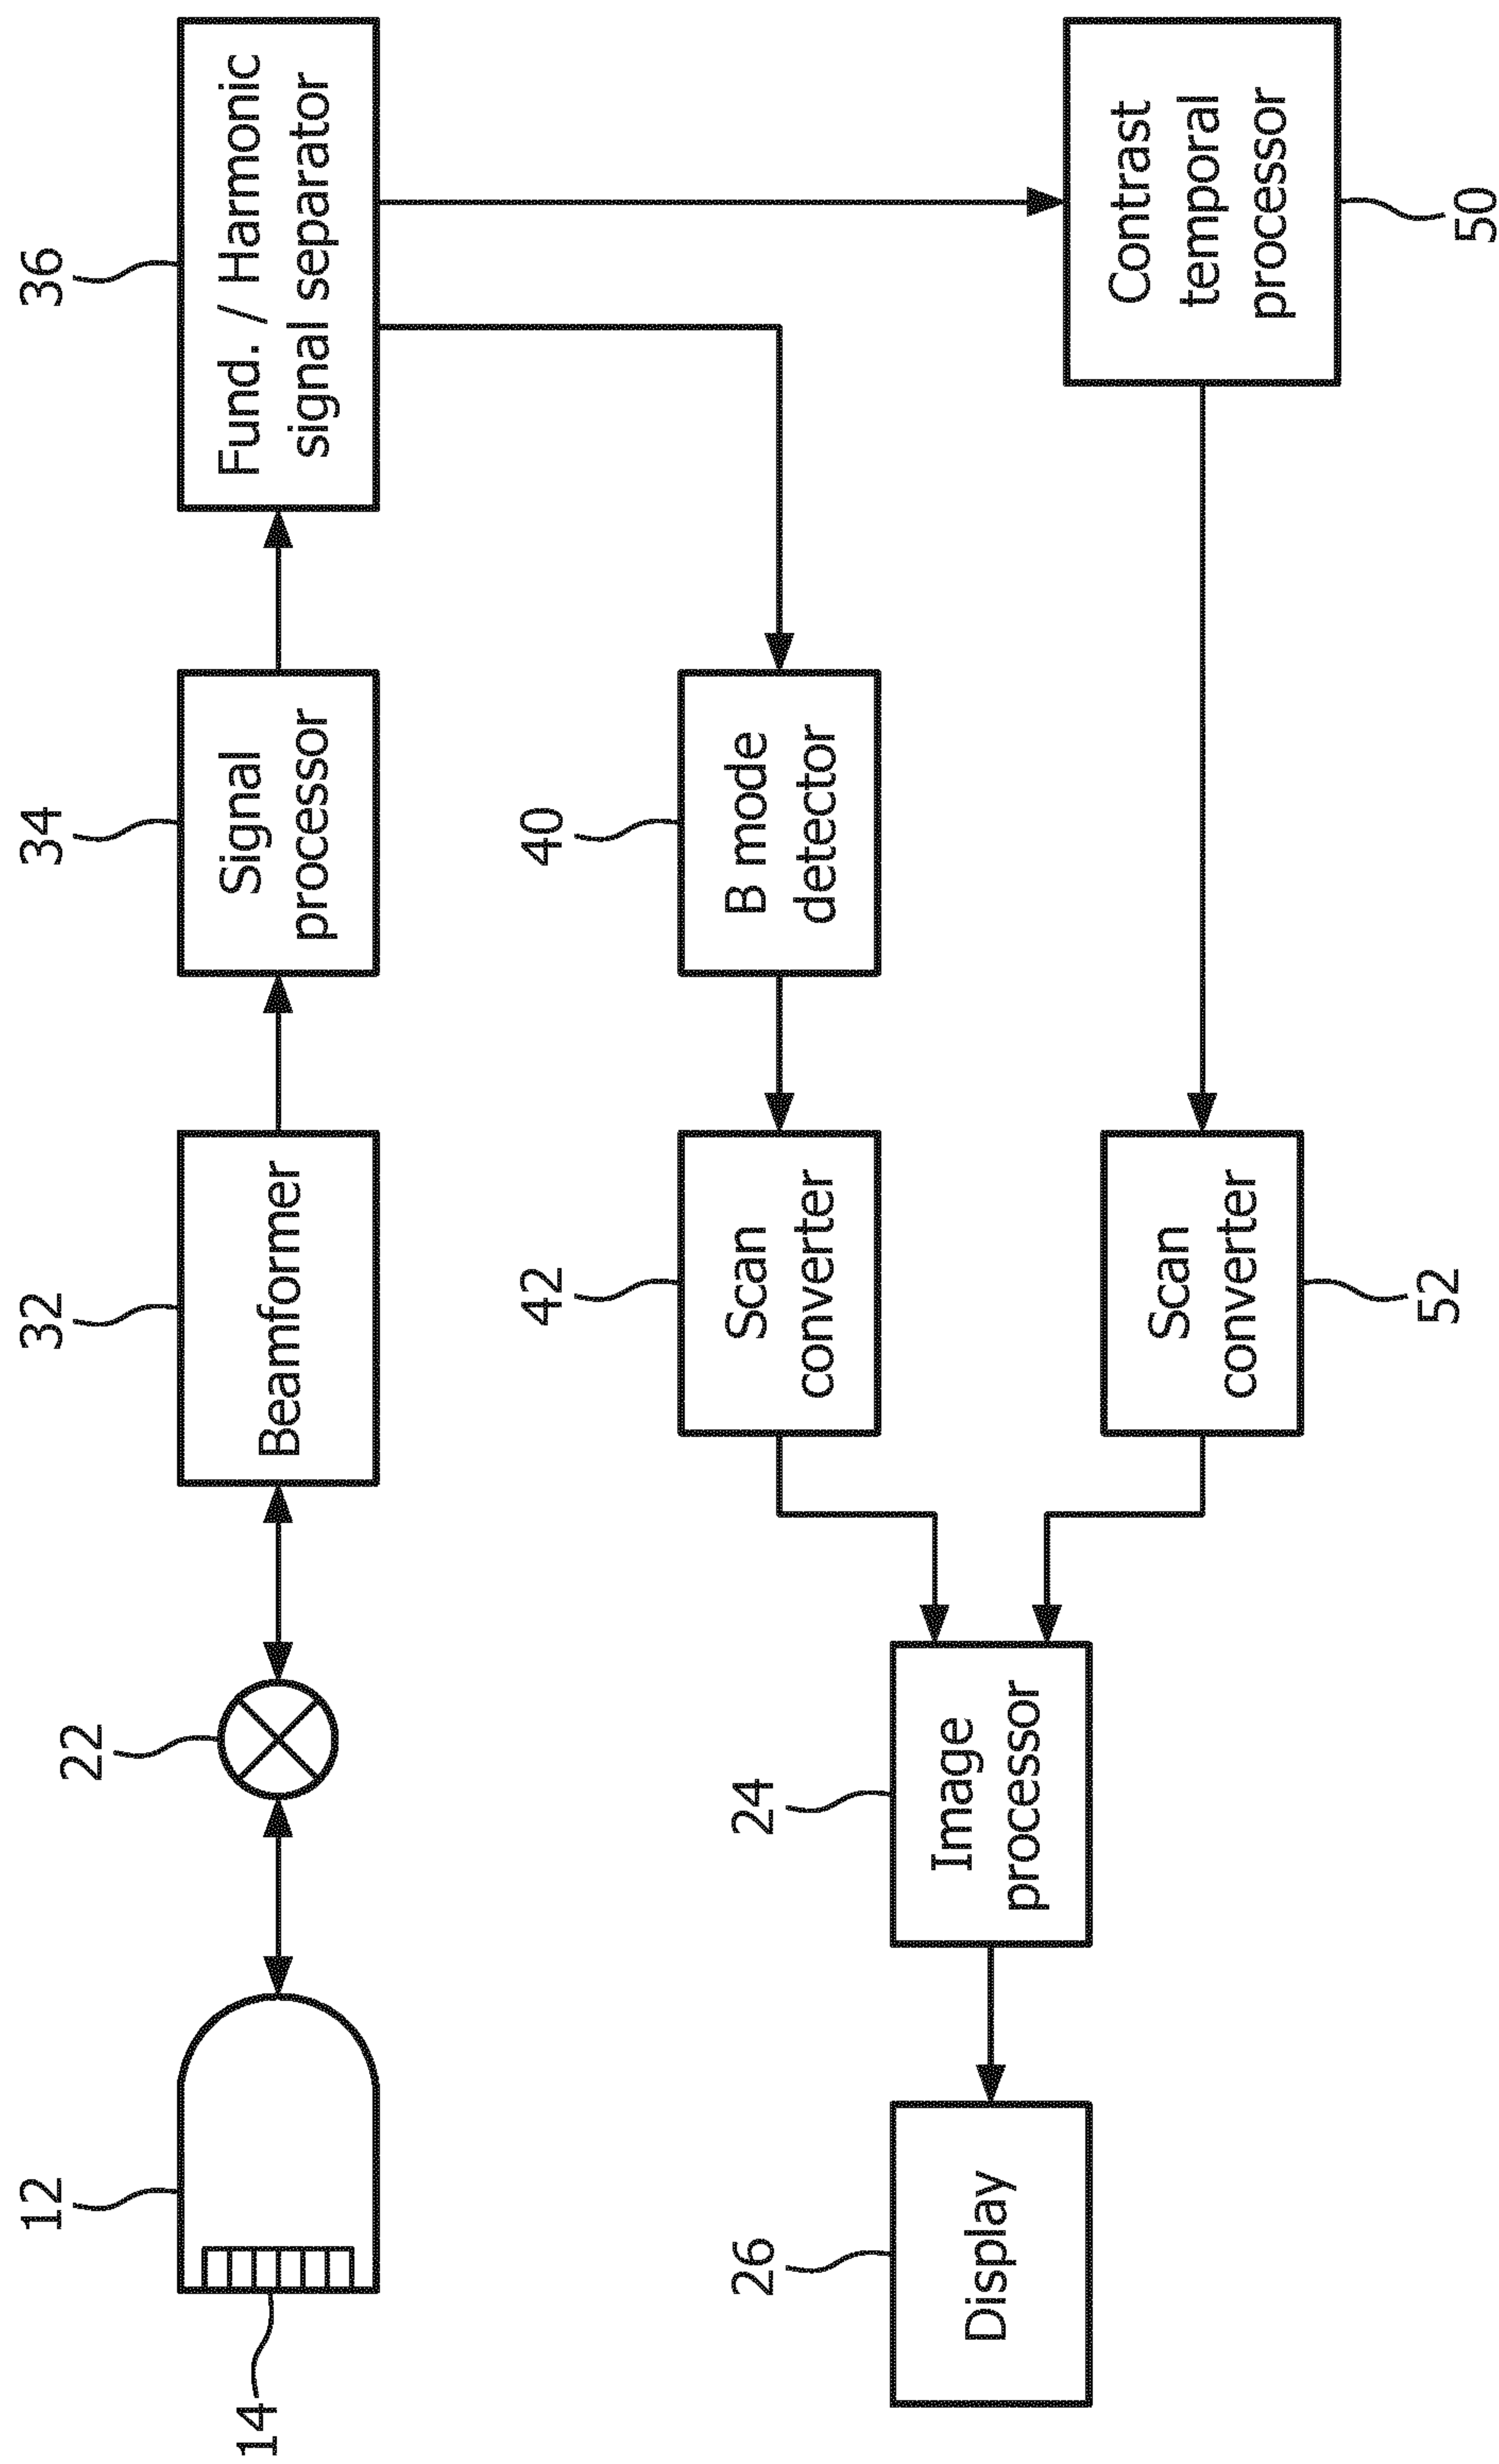 12
14
22
32
Beamformer
34
Signal
processor
36
Fund. / Harmonic
signal separator
40
B mode
detector
42
Scan
converter
24
Image
processor
26
Display
Contrast
temporal
processor
50
Scan
converter
52